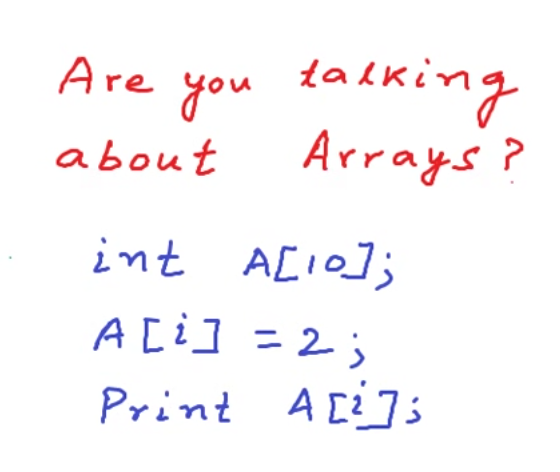 Are you talking
about Arrays?
int A[10];
A[i] = 2;
Print A[i];